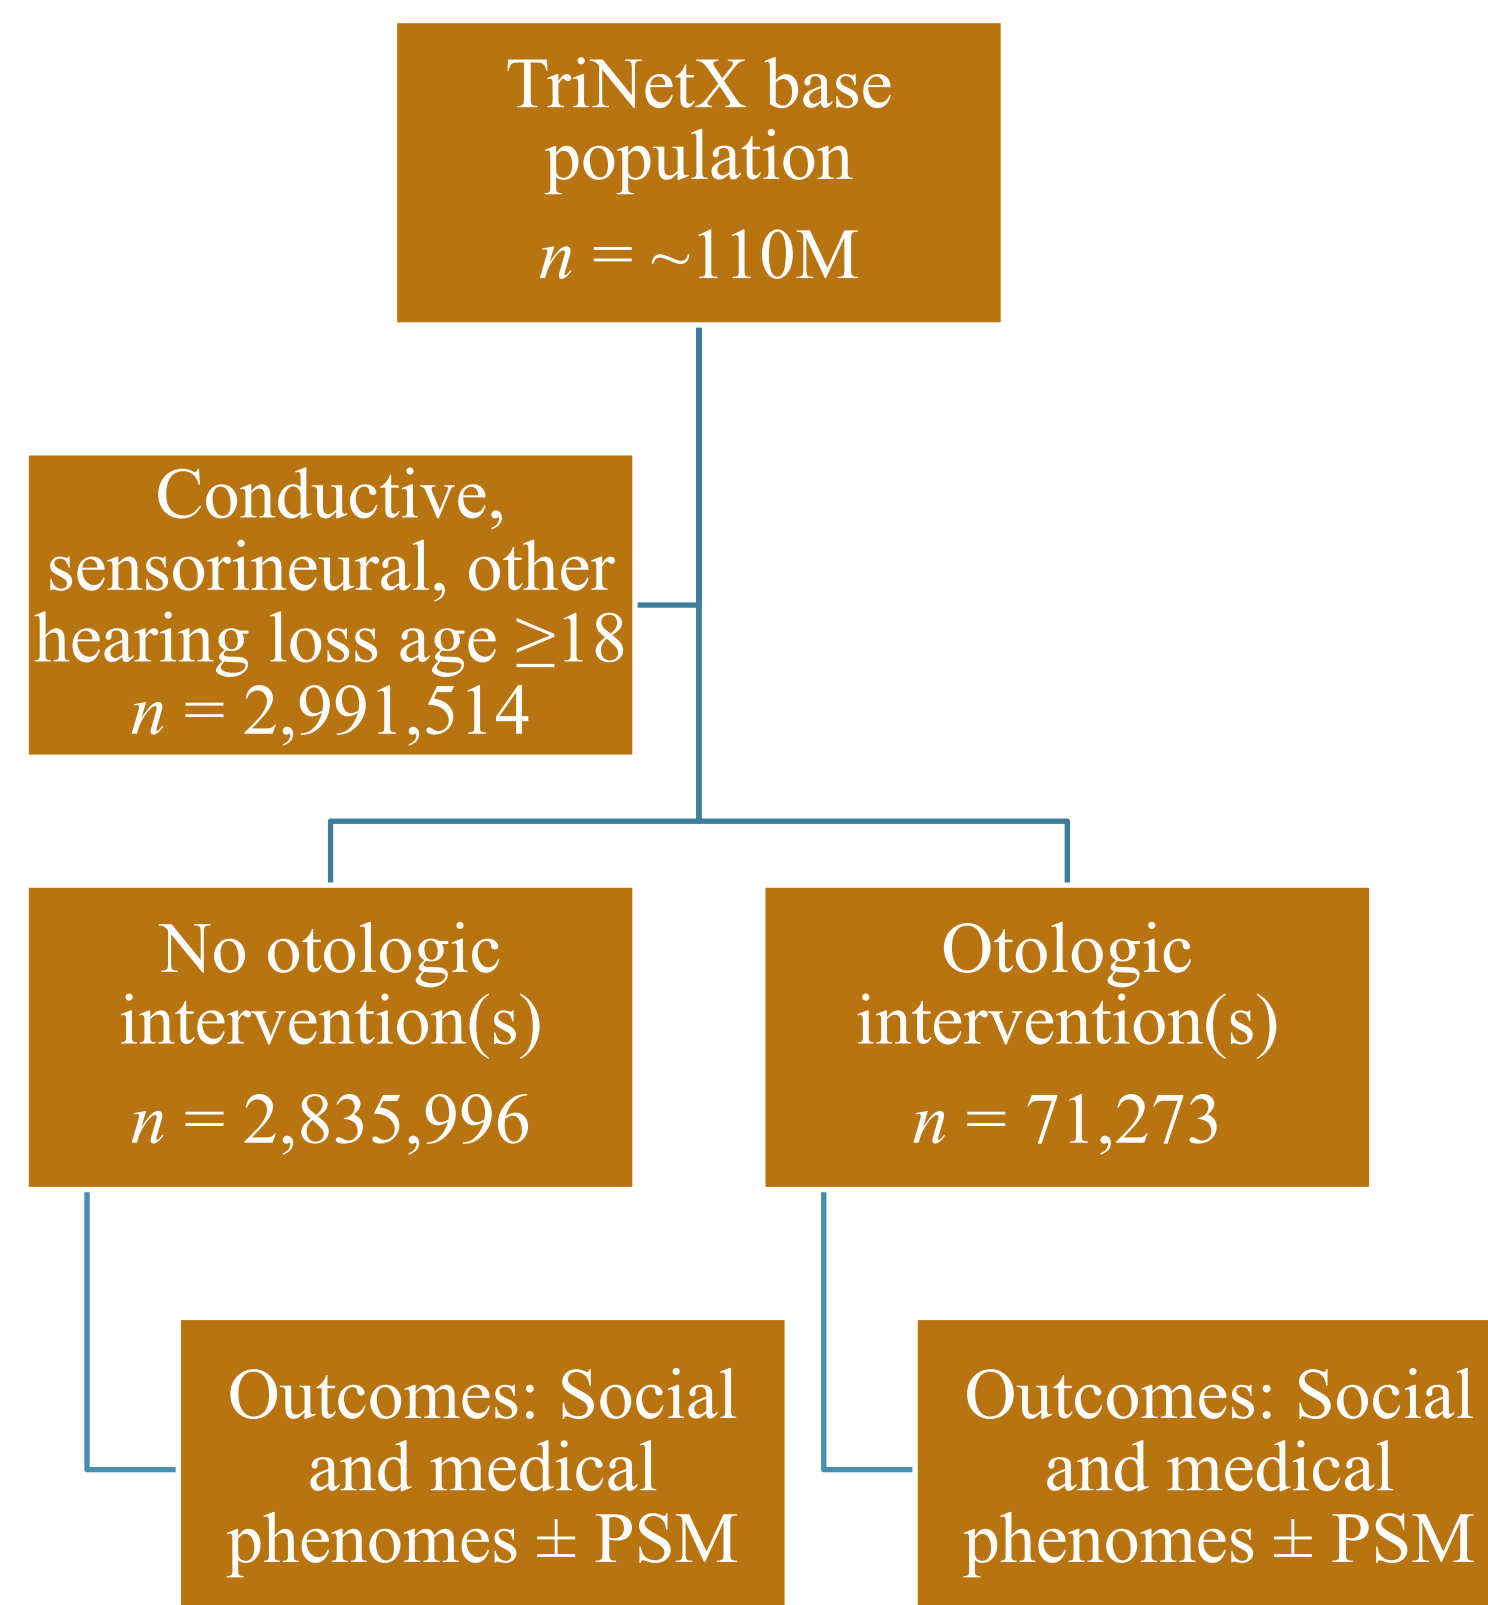 TriNetX base
population
n = ~110M
Conductive,
sensorineural, other
hearing loss age ≥18
n = 2,991,514
No otologic
intervention(s)
n = 2,835,996
Otologic
intervention(s)
n = 71,273
Outcomes: Social
and medical
phenomes ± PSM
Outcomes: Social
and medical
phenomes ± PSM